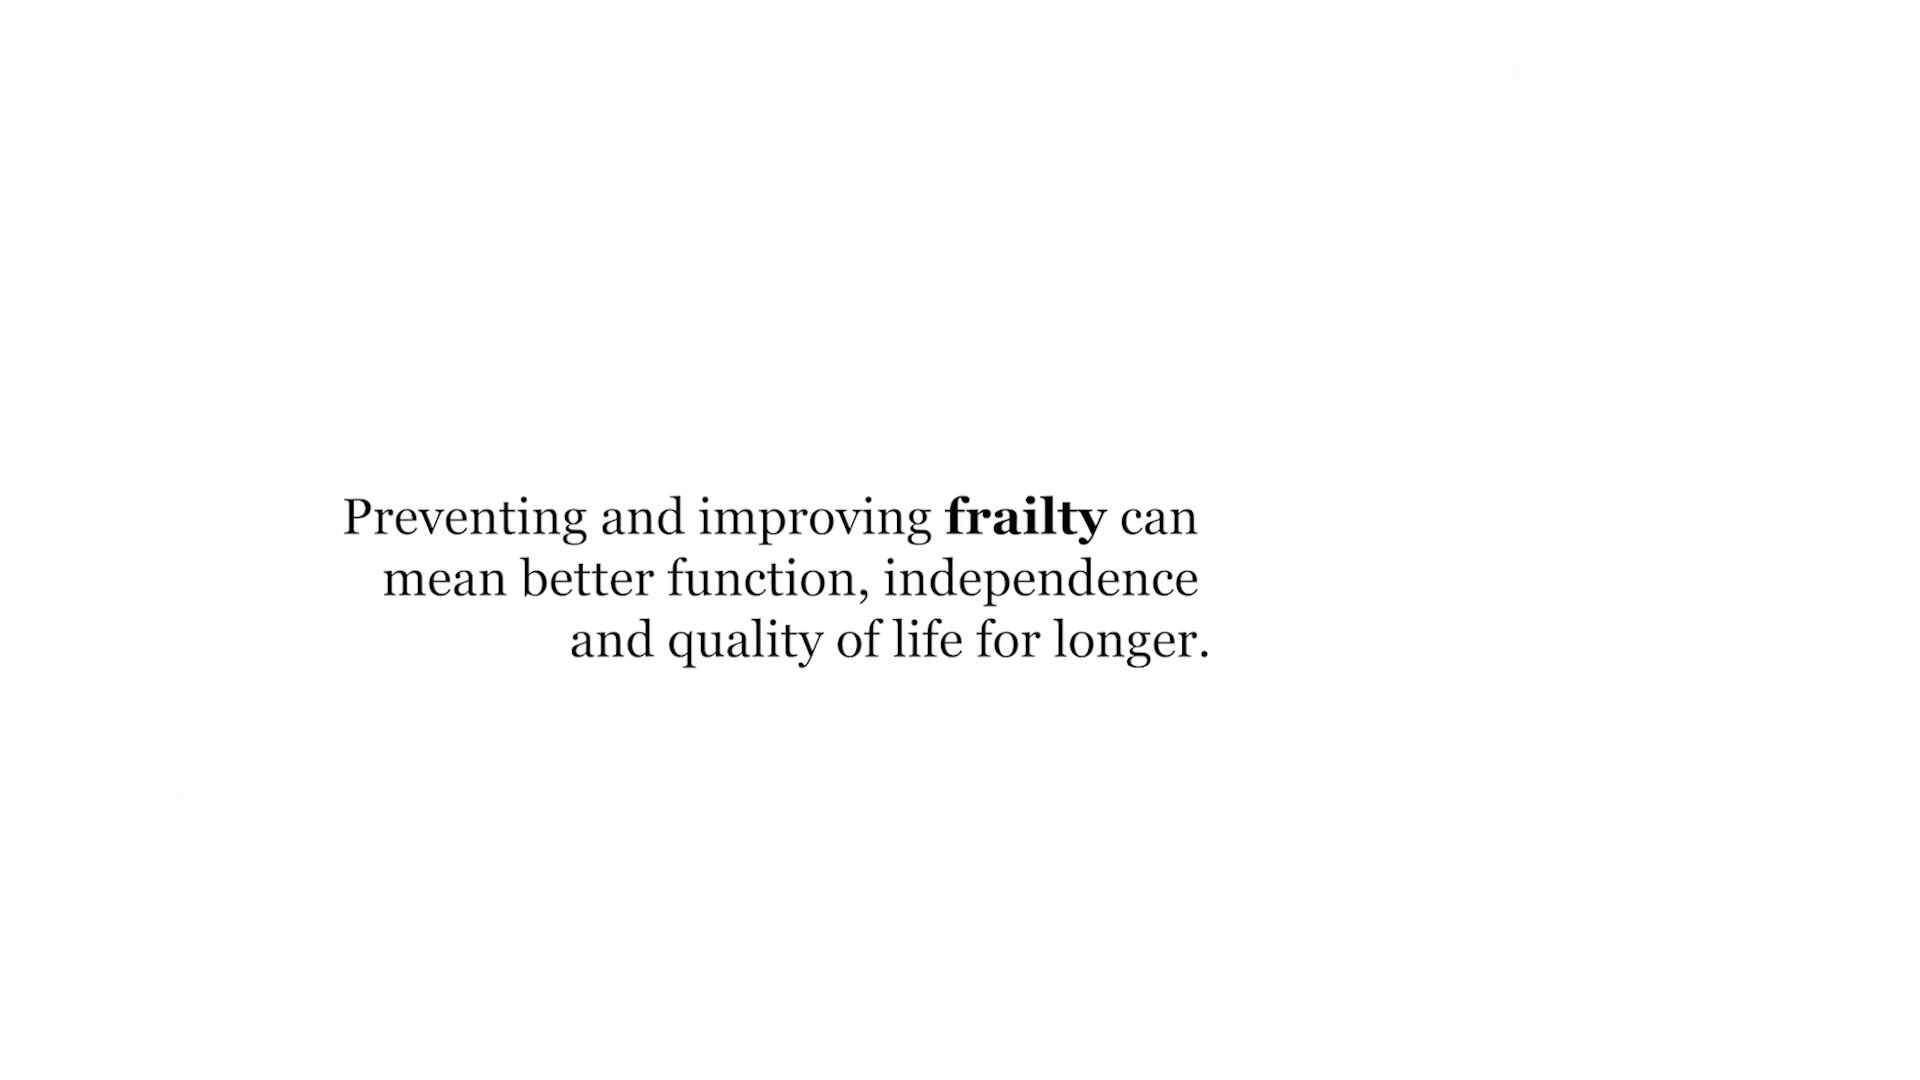 Preventing and improving frailty can
mean better function, independence
and quality of life for longer.